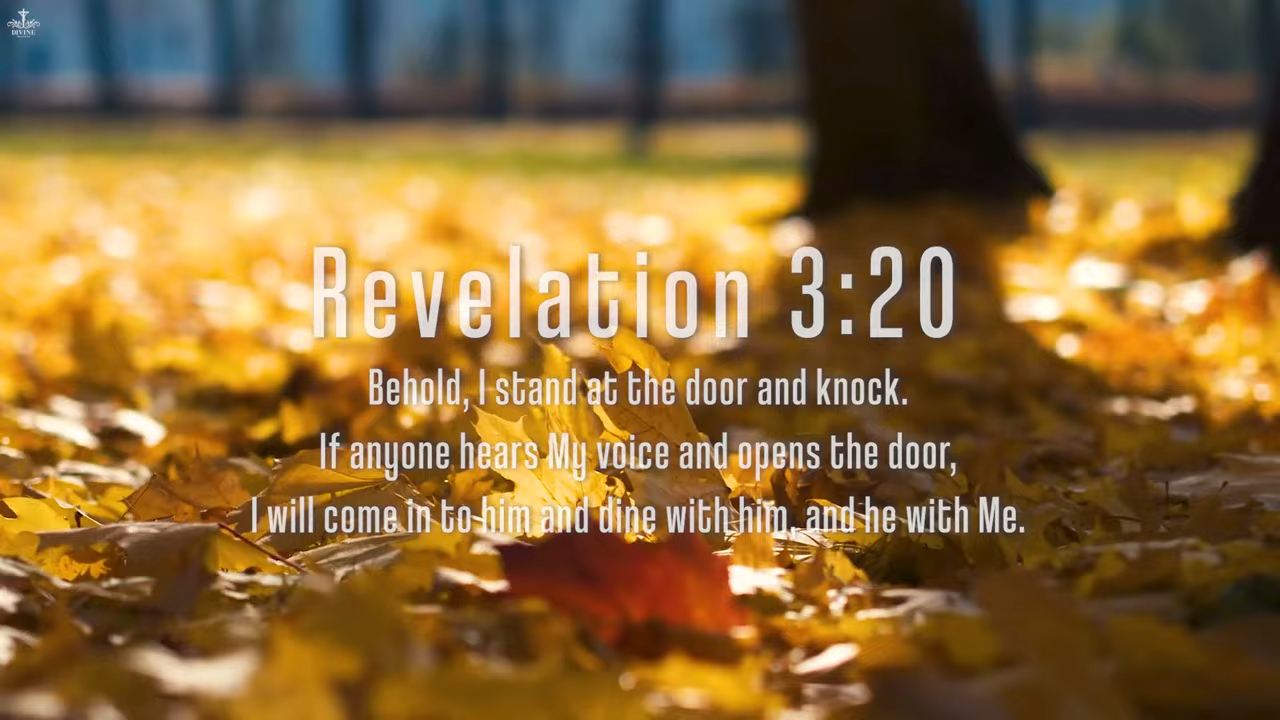 DIVINE
Revelation 3:20
Behold, I stand at the door and knock.
If anyone hears My voice and opens the door,
I will come in to him and dine with him, and he with Me.